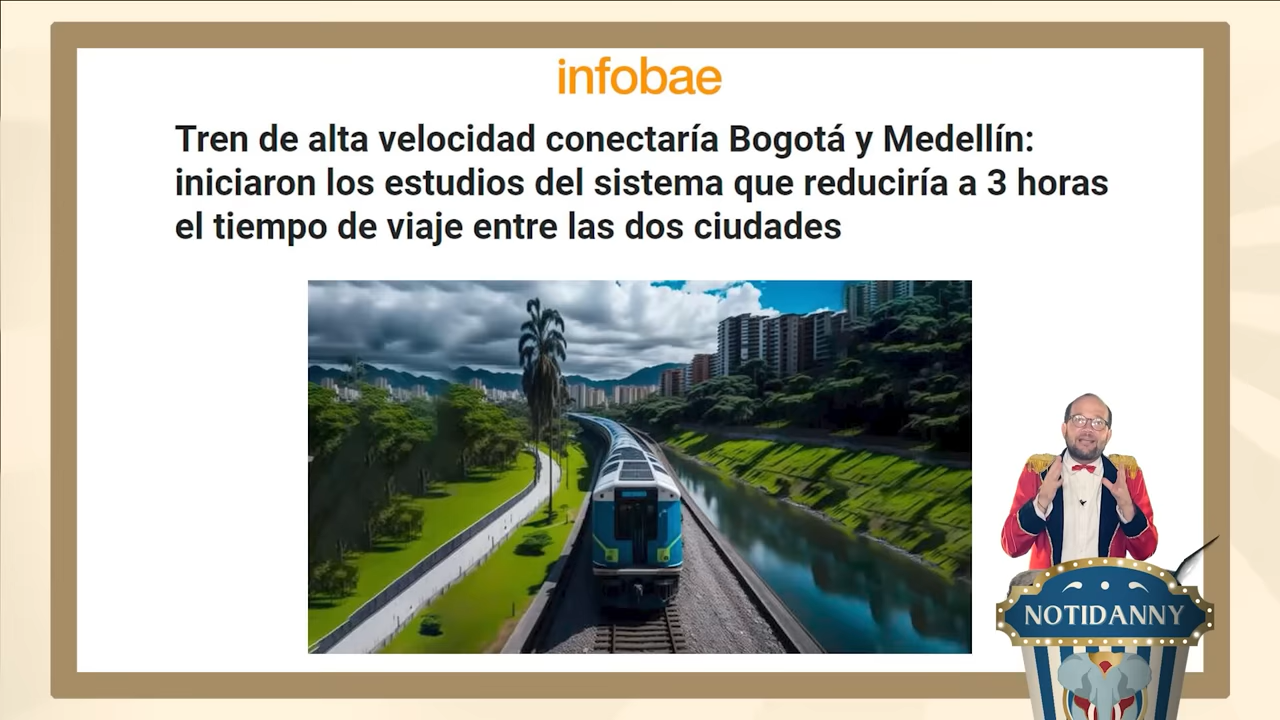 infobae
Tren de alta velocidad conectaría Bogotá y Medellín:
iniciaron los estudios del sistema que reduciría a 3 horas
el tiempo de viaje entre las dos ciudades
NOTIDANNY